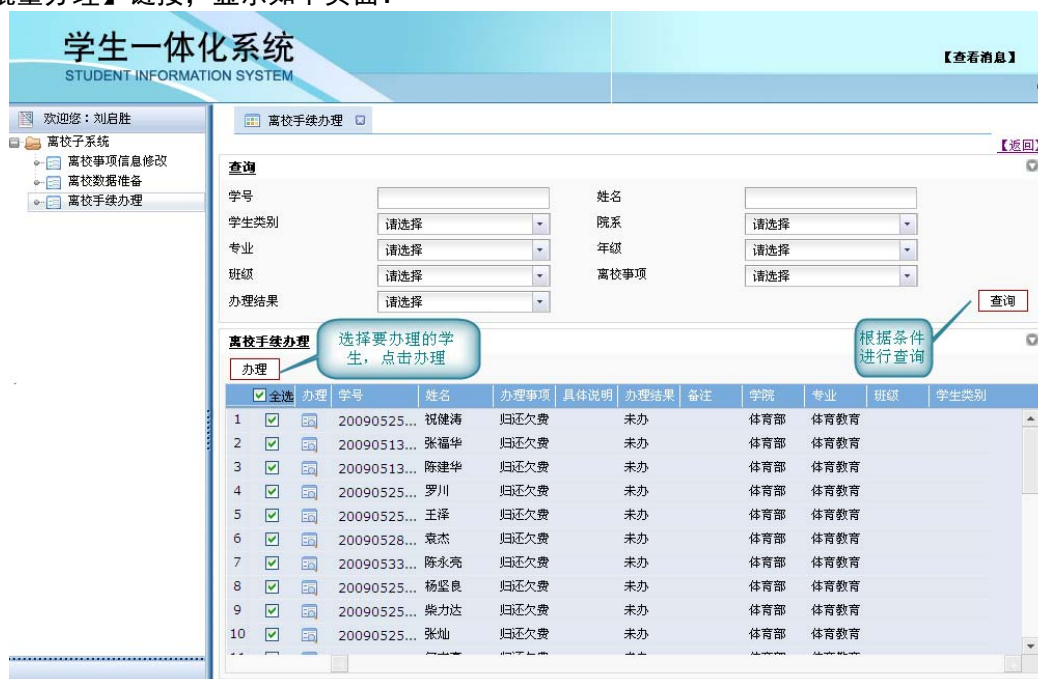 批量办理】链接，显示如下页面：
学生一体化系统
STUDENT INFORMATION SYSTEM
【查看消息】
欢迎您：刘启胜
离校手续办理
离校子系统
离校事项信息修改
离校数据准备
离校手续办理
【返回】
查询
学号 姓名
学生类别 请选择 院系 请选择
专业 请选择 年级 请选择
班级 请选择 离校事项 请选择
办理结果 请选择 查询
离校手续办理
选择要办理的学生，点击办理
根据条件进行查询
办理
全选 办理 学号 姓名 办理事项 具体说明 办理结果 备注 学院 专业 班级 学生类别
1 20090525... 祝健涛 归还欠费 未办 体育部 体育教育
2 20090513... 张福华 归还欠费 未办 体育部 体育教育
3 20090513... 陈建华 归还欠费 未办 体育部 体育教育
4 20090525... 罗川 归还欠费 未办 体育部 体育教育
5 20090525... 王泽 归还欠费 未办 体育部 体育教育
6 20090528... 袁杰 归还欠费 未办 体育部 体育教育
7 20090533... 陈永亮 归还欠费 未办 体育部 体育教育
8 20090525... 杨坚良 归还欠费 未办 体育部 体育教育
9 20090525... 柴力达 归还欠费 未办 体育部 体育教育
10 20090525... 张灿 归还欠费 未办 体育部 体育教育